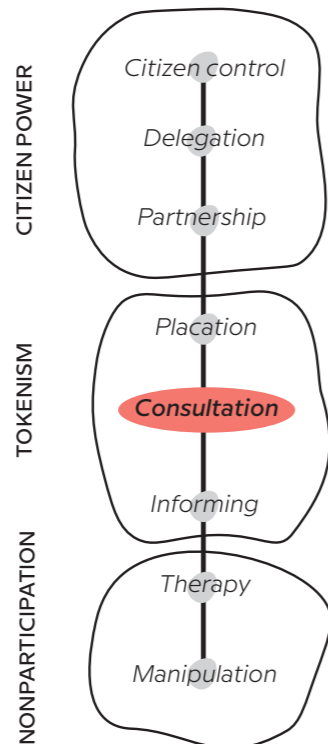 CITIZEN POWER
Citizen control
Delegation
Partnership
TOKENISM
Placation
Consultation
Informing
NONPARTICIPATION
Therapy
Manipulation